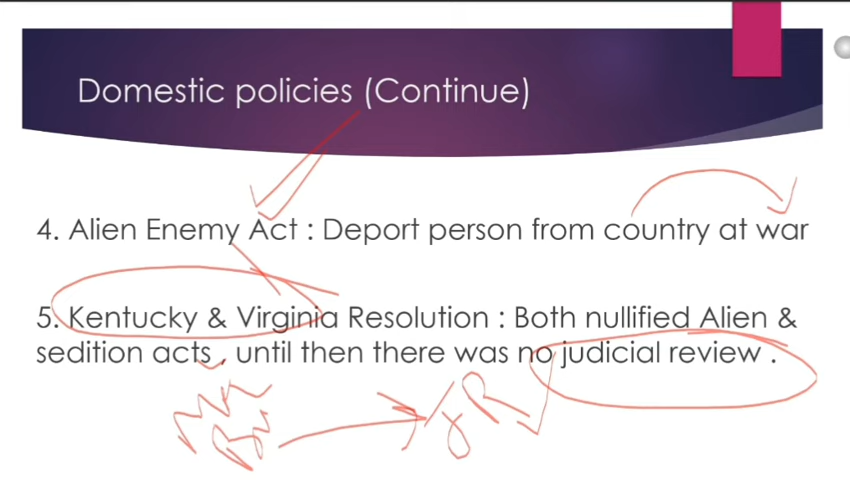 Domestic policies (Continue)
4. Alien Enemy Act : Deport person from country at war
5. Kentucky & Virginia Resolution : Both nullified Alien &
sedition acts , until then there was no judicial review .
JR